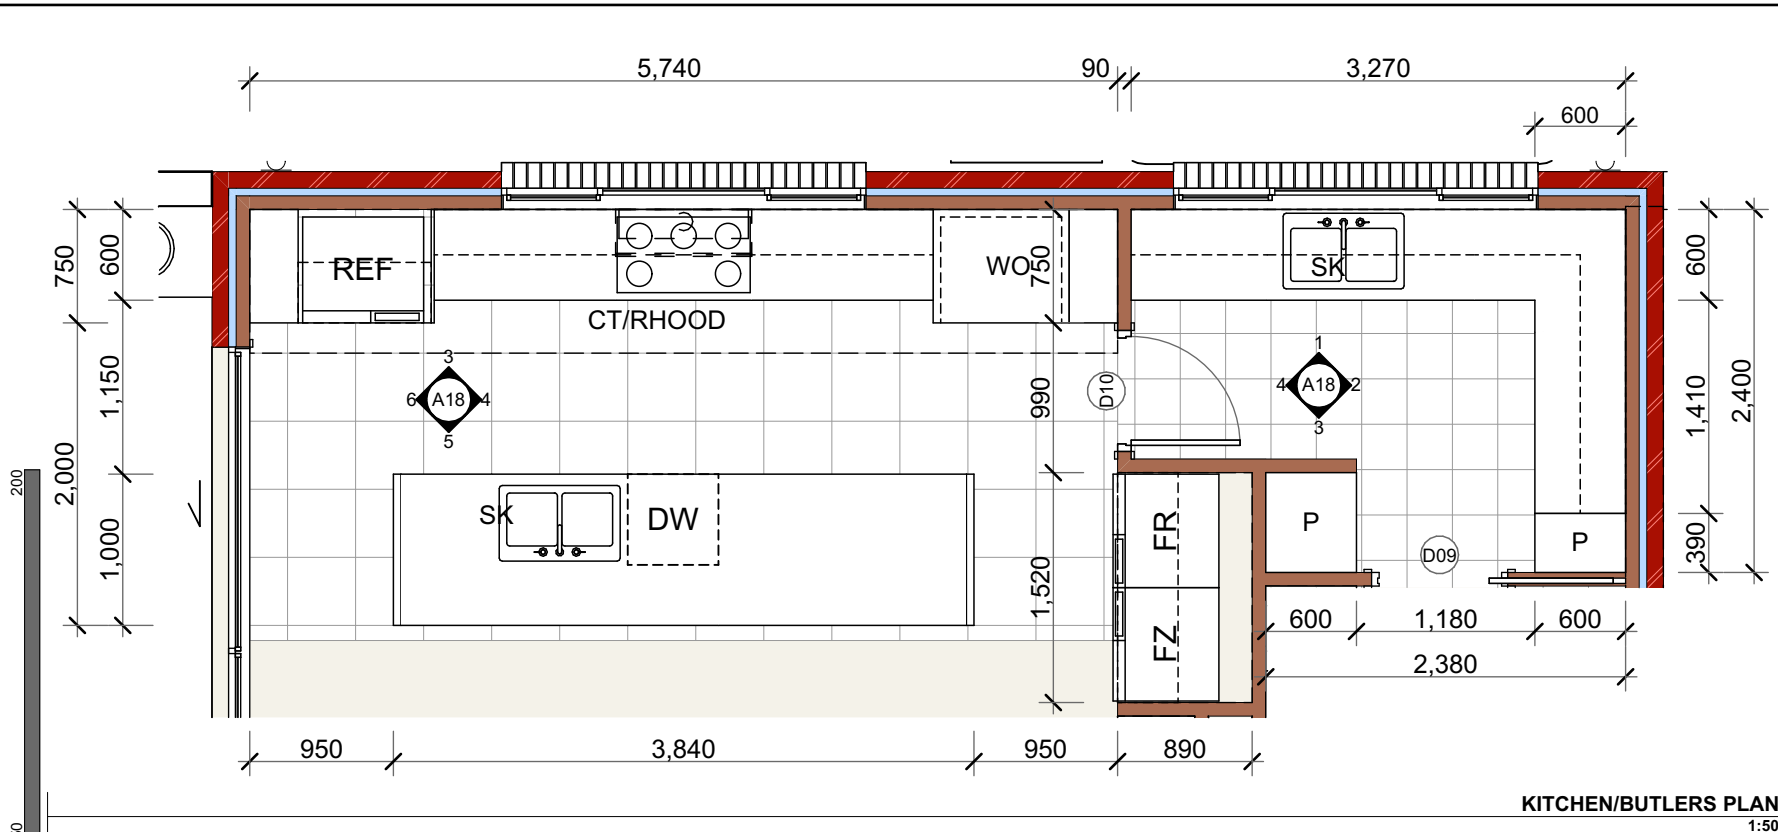 5,740 90 3,270
600
750 600 REF WO 750 SK 600
CT/RHOOD
3 1
6 A18 4 D10 4 A18 2
5 3
1,150 990 1,410 2,400
200 2,000
SK DW FR P P
1,000 D09 390
1,520 FZ
600 1,180 600
2,380
950 3,840 950 890
KITCHEN/BUTLERS PLAN
1:50